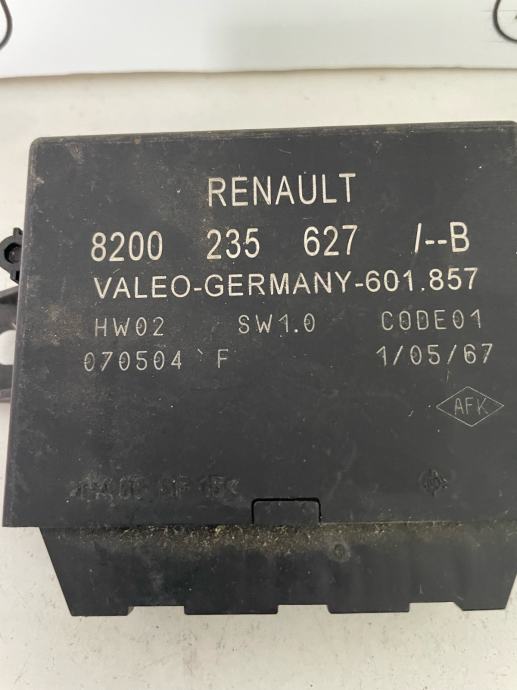 RENAULT
8200 235 627 /--B
VALEO-GERMANY-601.857
HW02 SW1.0 CODE01
070504 F 1/05/67
AFK